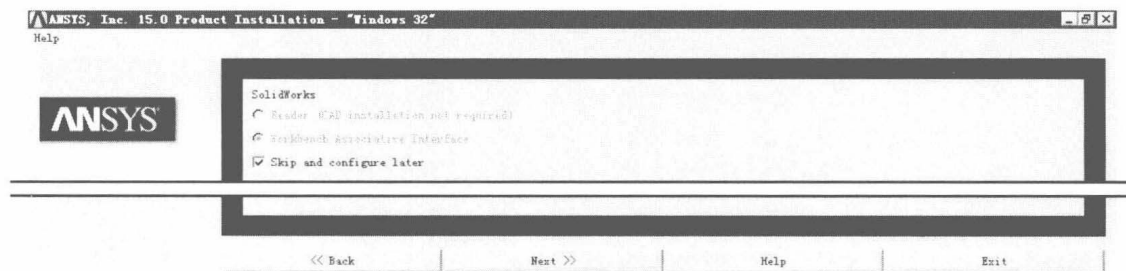 ANSYS, Inc. 15.0 Product Installation - "Windows 32"
Help
ANSYS
SolidWorks
Reader (CAD installation not required)
Workbench Associative Interface
Skip and configure later
<< Back Next >> Help Exit